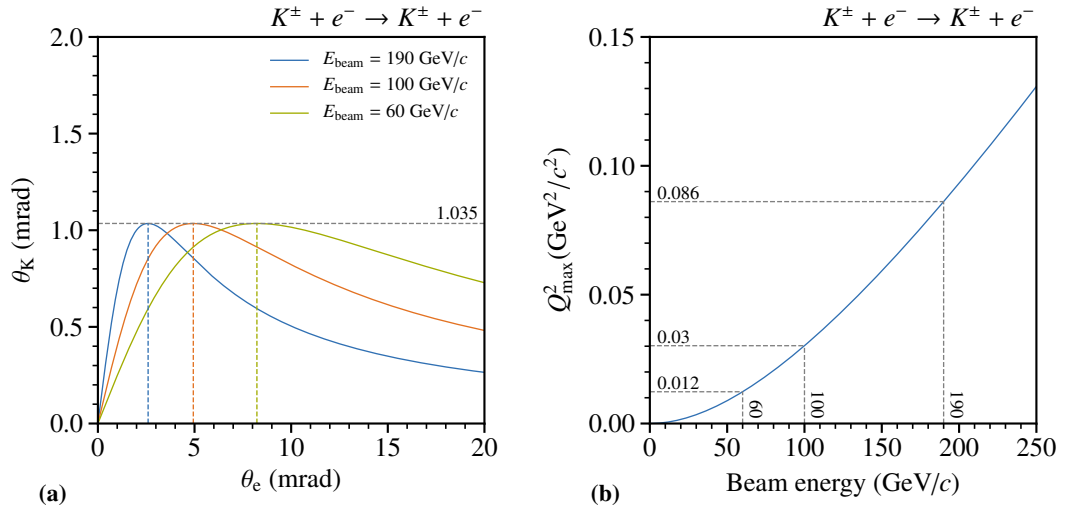 K± + e− → K± + e−
2.0
1.5
1.0
0.5
0.0
θK (mrad)
Ebeam = 190 GeV/c
Ebeam = 100 GeV/c
Ebeam = 60 GeV/c
1.035
0 5 10 15 20
θe (mrad)
(a)
K± + e− → K± + e−
0.15
0.10
0.05
0.00
Q²max(GeV²/c²)
0.086
0.03
0.012
60
100
190
0 50 100 150 200 250
Beam energy (GeV/c)
(b)